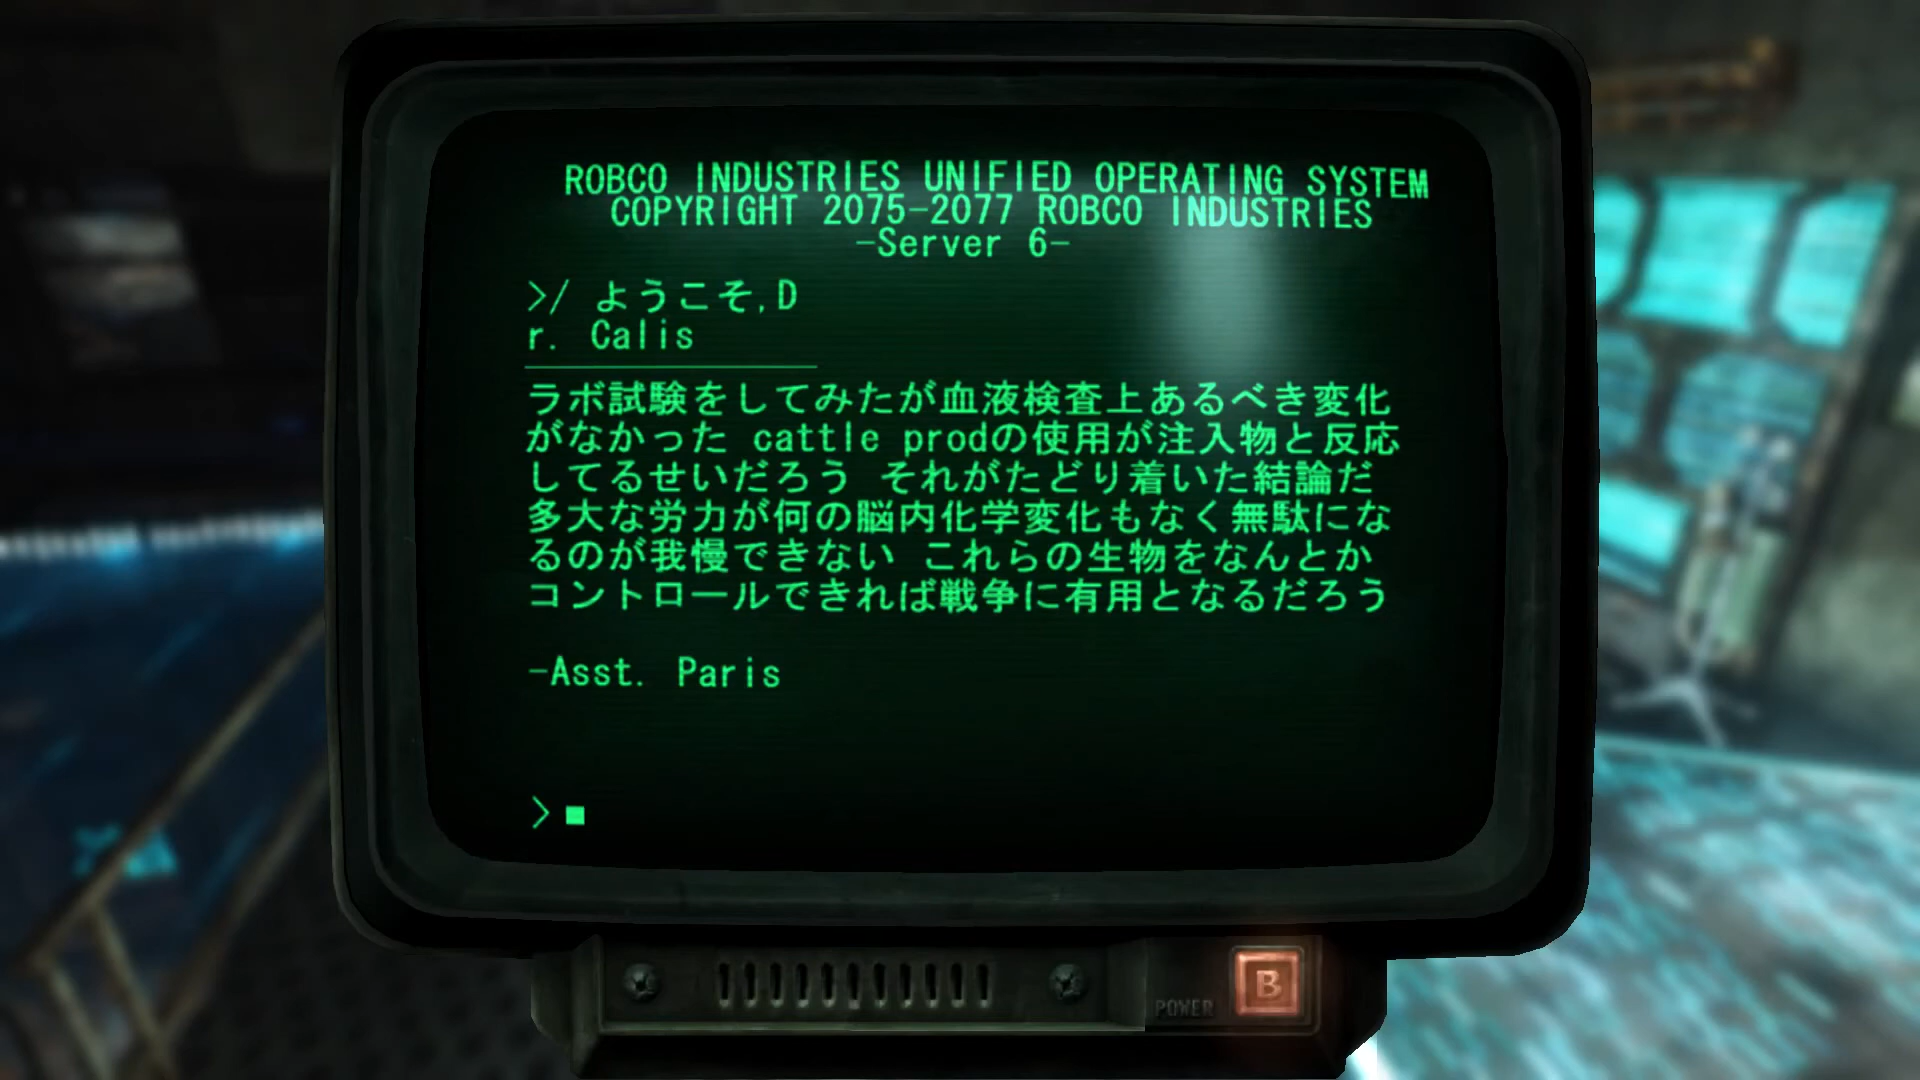 ROBCO INDUSTRIES UNIFIED OPERATING SYSTEM
COPYRIGHT 2075-2077 ROBCO INDUSTRIES
-Server 6-
>/ ようこそ,D
r. Calis
ラボ試験をしてみたが血液検査上あるべき変化
がなかった cattle prodの使用が注入物と反応
してるせいだろう それがたどり着いた結論だ
多大な労力が何の脳内化学変化もなく無駄にな
るのが我慢できない これらの生物をなんとか
コントロールできれば戦争に有用となるだろう
-Asst. Paris
>
POWER
B